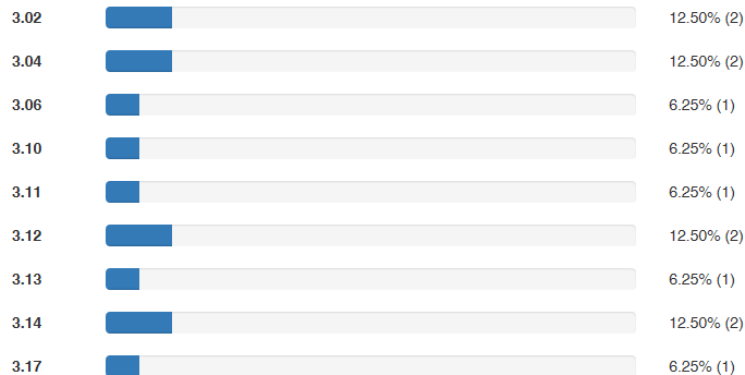 3.02 12.50% (2)
3.04 12.50% (2)
3.06 6.25% (1)
3.10 6.25% (1)
3.11 6.25% (1)
3.12 12.50% (2)
3.13 6.25% (1)
3.14 12.50% (2)
3.17 6.25% (1)